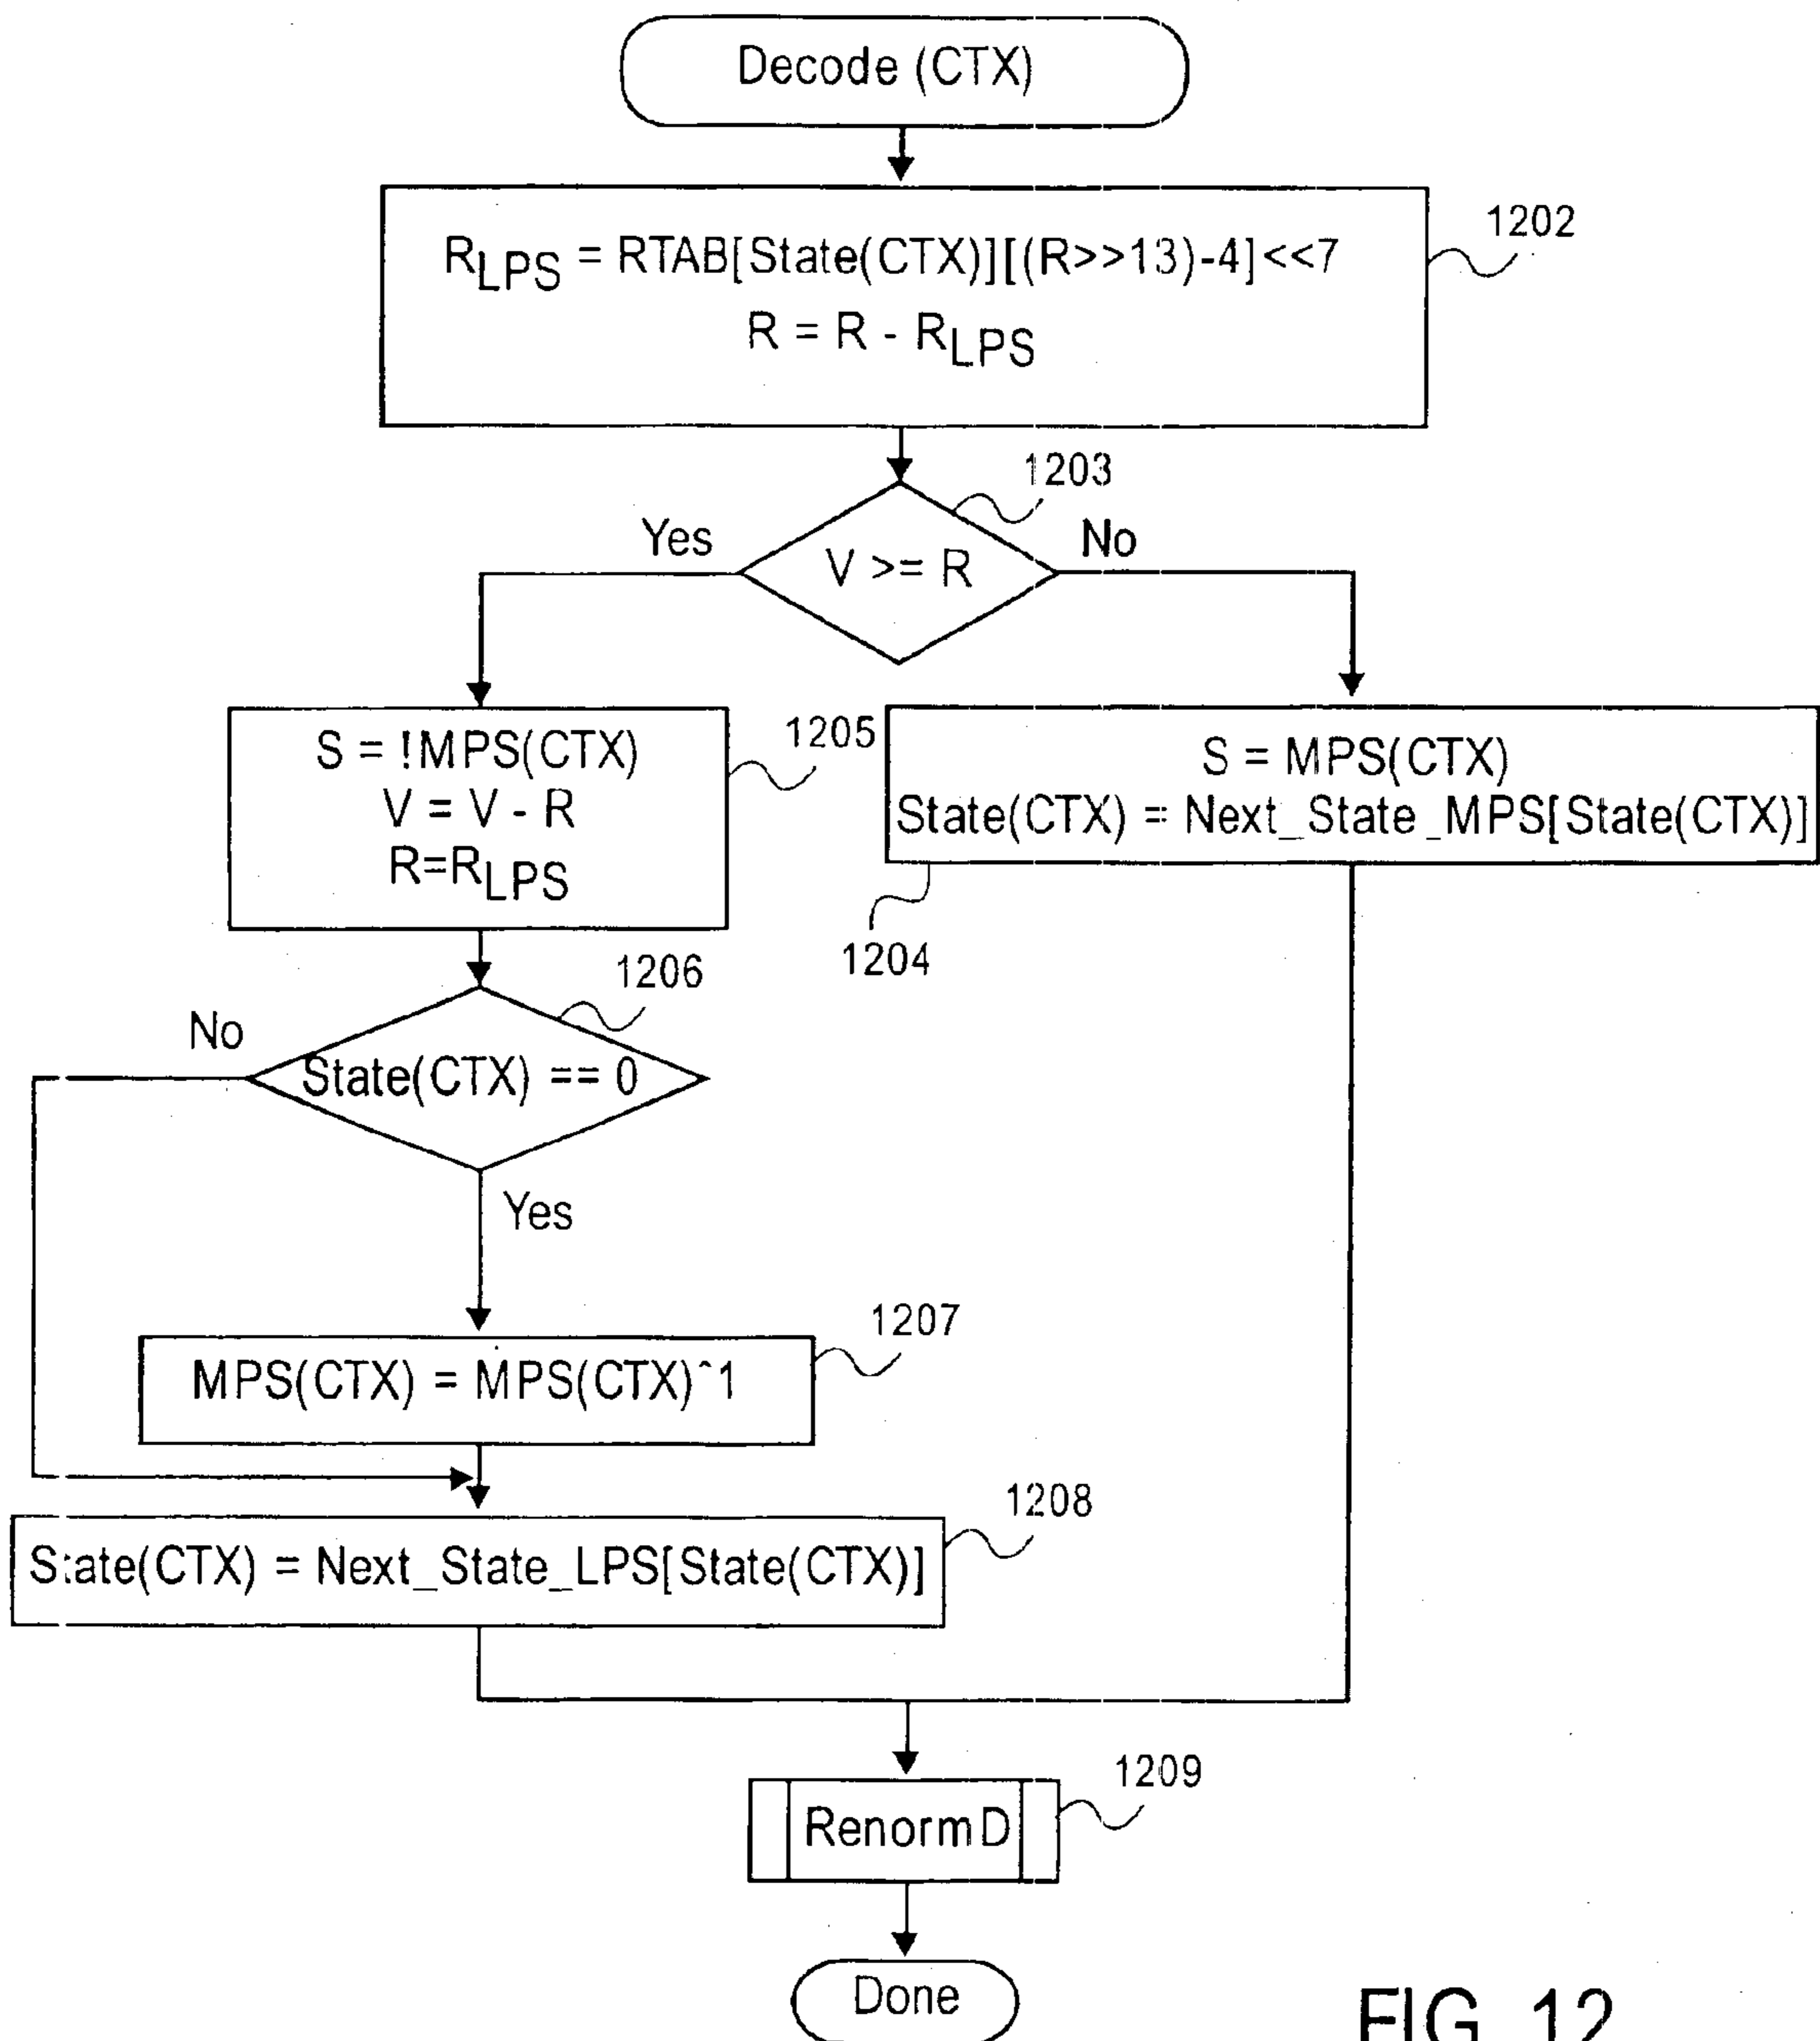 Decode (CTX)
1202
RLPS = RTAB[State(CTX)][(R>>13)-4]<<7
R = R - RLPS
1203
Yes
No
V >= R
1205
S = !MPS(CTX)
V = V - R
R=RLPS
S = MPS(CTX)
State(CTX) = Next_State_MPS[State(CTX)]
1204
1206
No
State(CTX) == 0
Yes
1207
MPS(CTX) = MPS(CTX)^1
1208
State(CTX) = Next_State_LPS[State(CTX)]
1209
RenormD
Done
FIG. 12